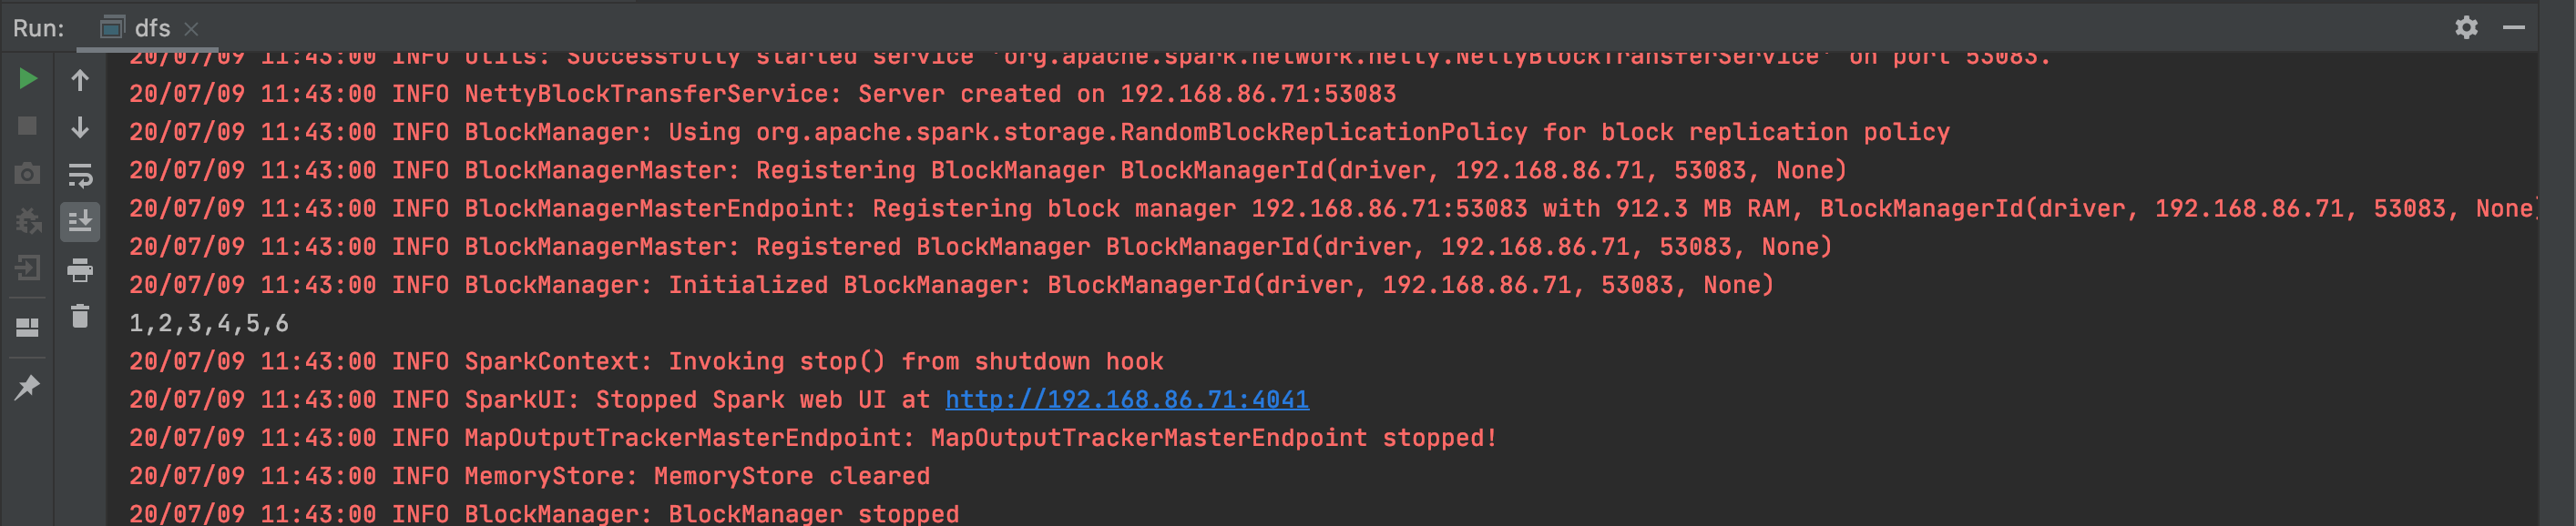 Run: dfs
20/07/09 11:43:00 INFO Utils: Successfully started service 'org.apache.spark.network.netty.NettyBlockTransferService' on port 53083.
20/07/09 11:43:00 INFO NettyBlockTransferService: Server created on 192.168.86.71:53083
20/07/09 11:43:00 INFO BlockManager: Using org.apache.spark.storage.RandomBlockReplicationPolicy for block replication policy
20/07/09 11:43:00 INFO BlockManagerMaster: Registering BlockManager BlockManagerId(driver, 192.168.86.71, 53083, None)
20/07/09 11:43:00 INFO BlockManagerMasterEndpoint: Registering block manager 192.168.86.71:53083 with 912.3 MB RAM, BlockManagerId(driver, 192.168.86.71, 53083, None)
20/07/09 11:43:00 INFO BlockManagerMaster: Registered BlockManager BlockManagerId(driver, 192.168.86.71, 53083, None)
20/07/09 11:43:00 INFO BlockManager: Initialized BlockManager: BlockManagerId(driver, 192.168.86.71, 53083, None)
1,2,3,4,5,6
20/07/09 11:43:00 INFO SparkContext: Invoking stop() from shutdown hook
20/07/09 11:43:00 INFO SparkUI: Stopped Spark web UI at http://192.168.86.71:4041
20/07/09 11:43:00 INFO MapOutputTrackerMasterEndpoint: MapOutputTrackerMasterEndpoint stopped!
20/07/09 11:43:00 INFO MemoryStore: MemoryStore cleared
20/07/09 11:43:00 INFO BlockManager: BlockManager stopped